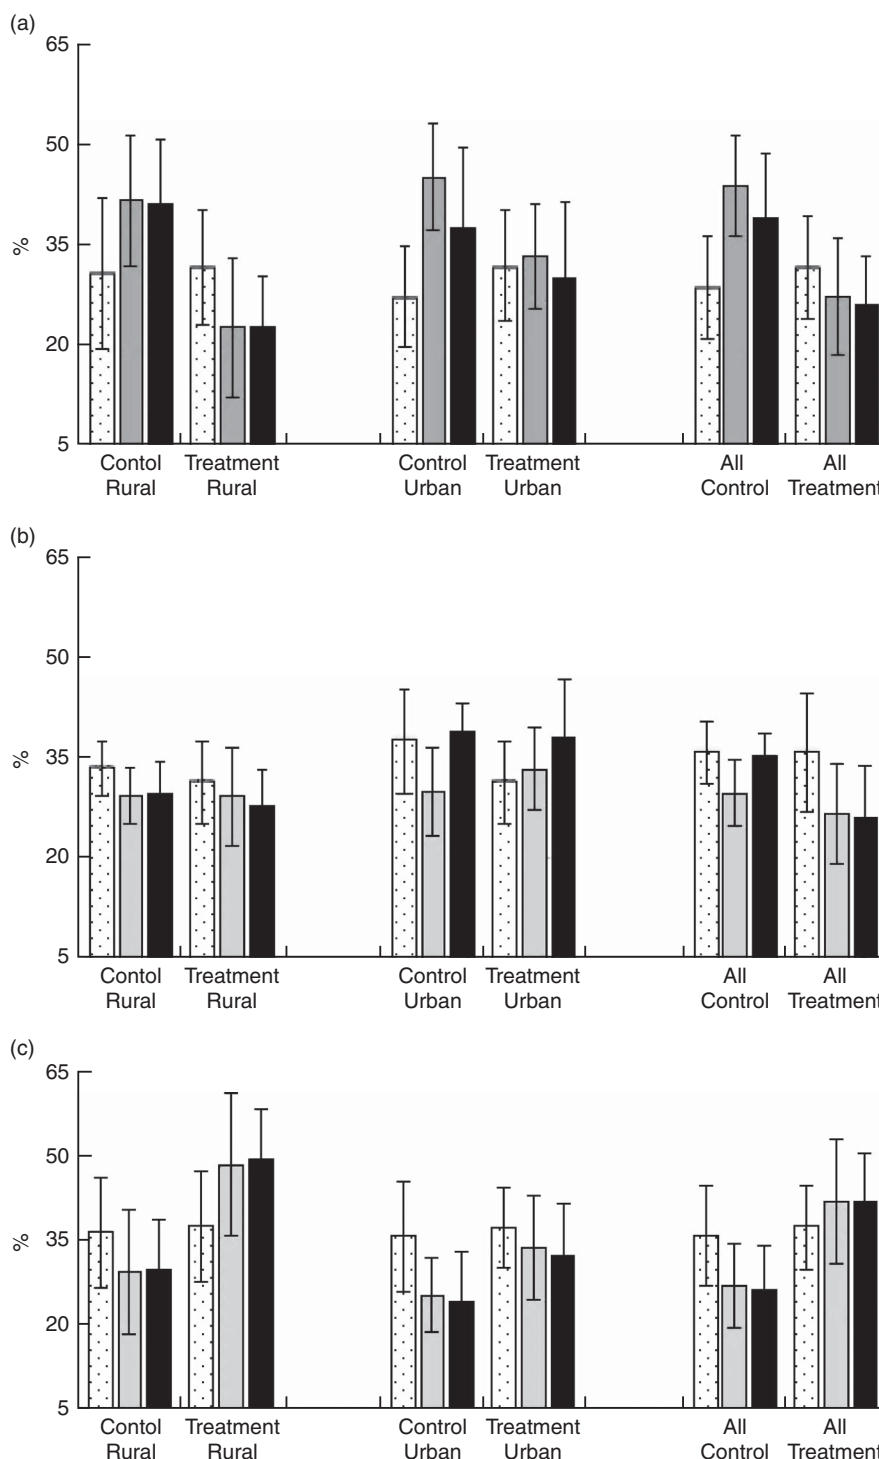 (a)
65
50
35
20
5
%
Contol Rural
Treatment Rural
Control Urban
Treatment Urban
All Control
All Treatment
(b)
65
50
35
20
5
%
Contol Rural
Treatment Rural
Control Urban
Treatment Urban
All Control
All Treatment
(c)
65
50
35
20
5
%
Contol Rural
Treatment Rural
Control Urban
Treatment Urban
All Control
All Treatment